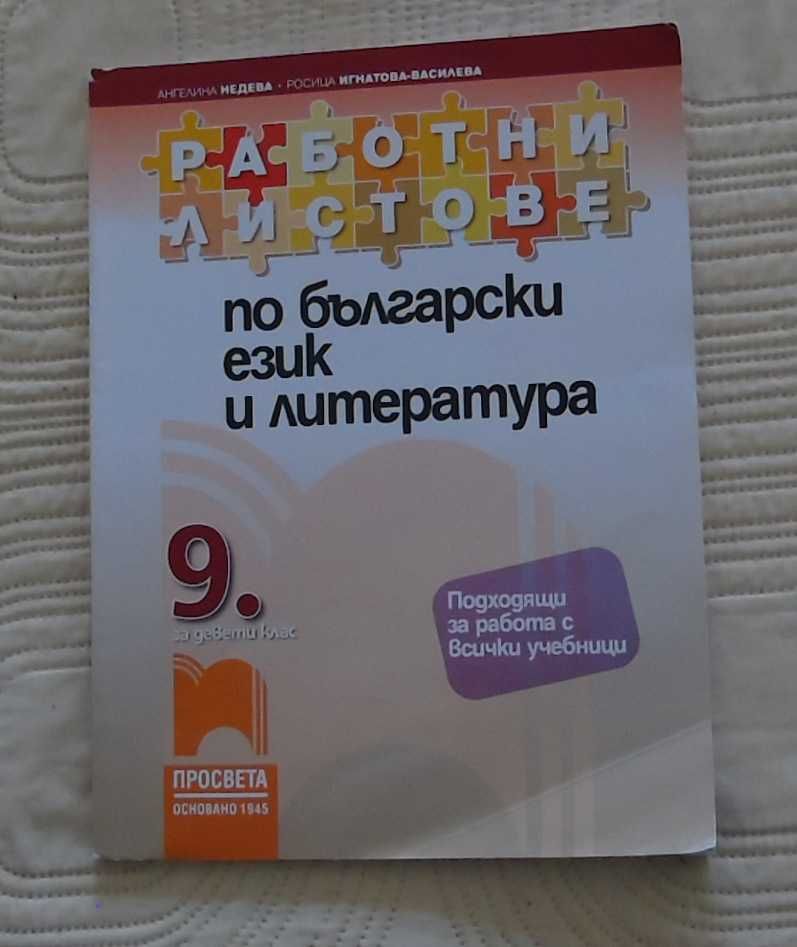 АНГЕЛИНА НЕДЕВА • РОСИЦА ИГНАТОВА-ВАСИЛЕВА
РАБОТНИ
ЛИСТОВЕ
по български
език
и литература
9.
за девети клас
Подходящи
за работа с
всички учебници
ПРОСВЕТА
ОСНОВАНО 1945